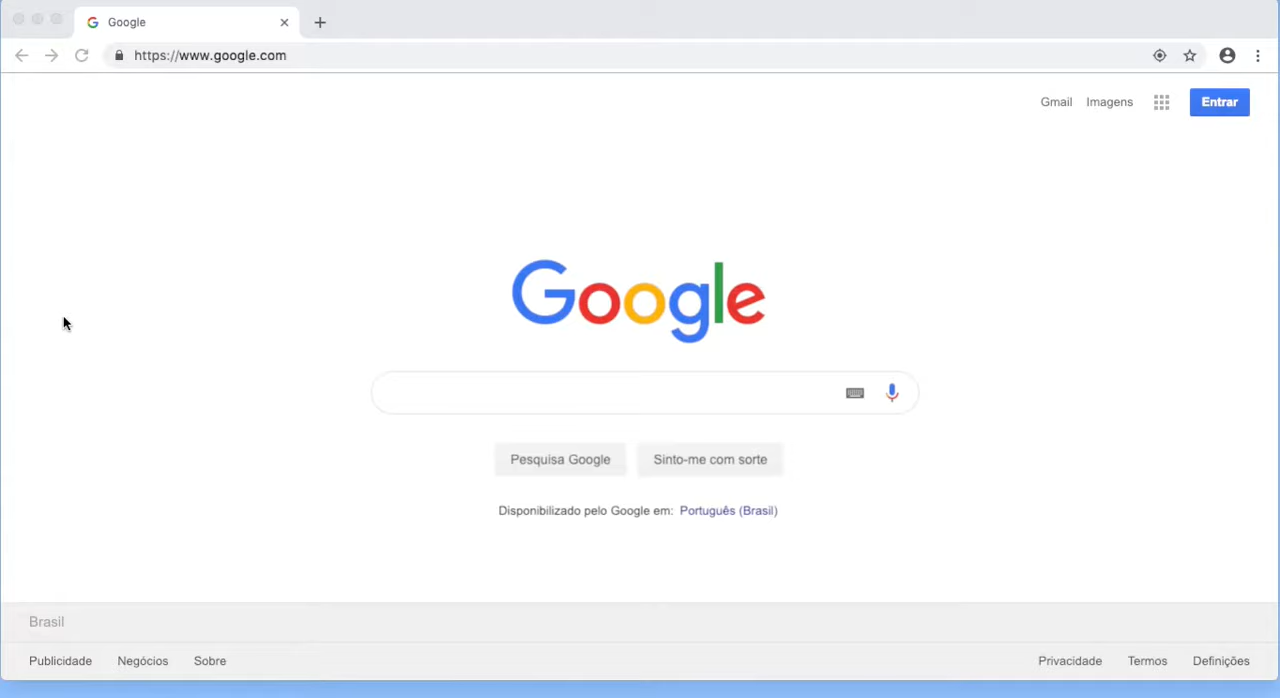 Google
https://www.google.com
Gmail Imagens Entrar
Google
Pesquisa Google Sinto-me com sorte
Disponibilizado pelo Google em: Português (Brasil)
Brasil
Publicidade Negócios Sobre Privacidade Termos Definições